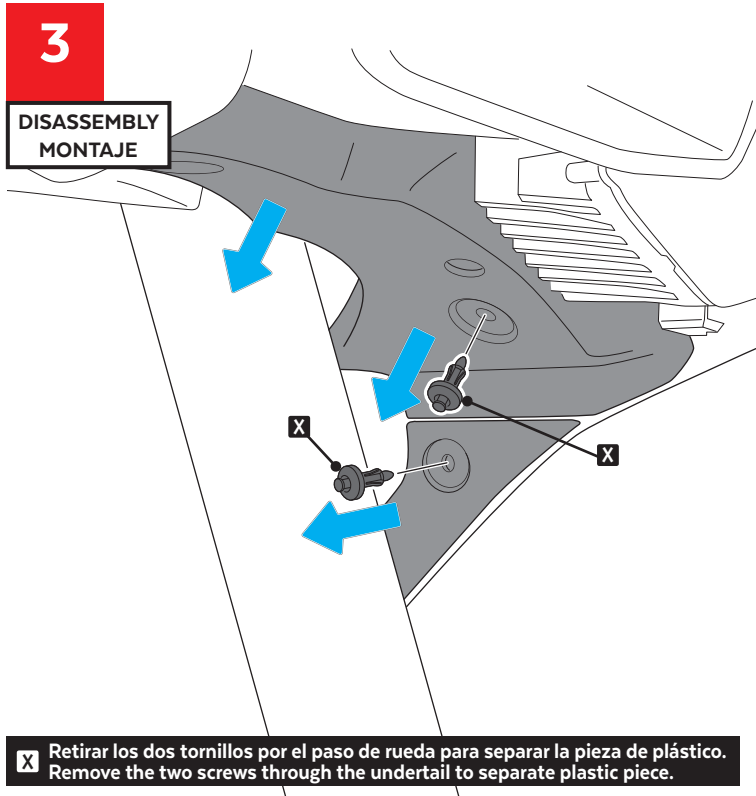 3
DISASSEMBLY
MONTAJE
X
X
X Retirar los dos tornillos por el paso de rueda para separar la pieza de plástico.
Remove the two screws through the undertail to separate plastic piece.